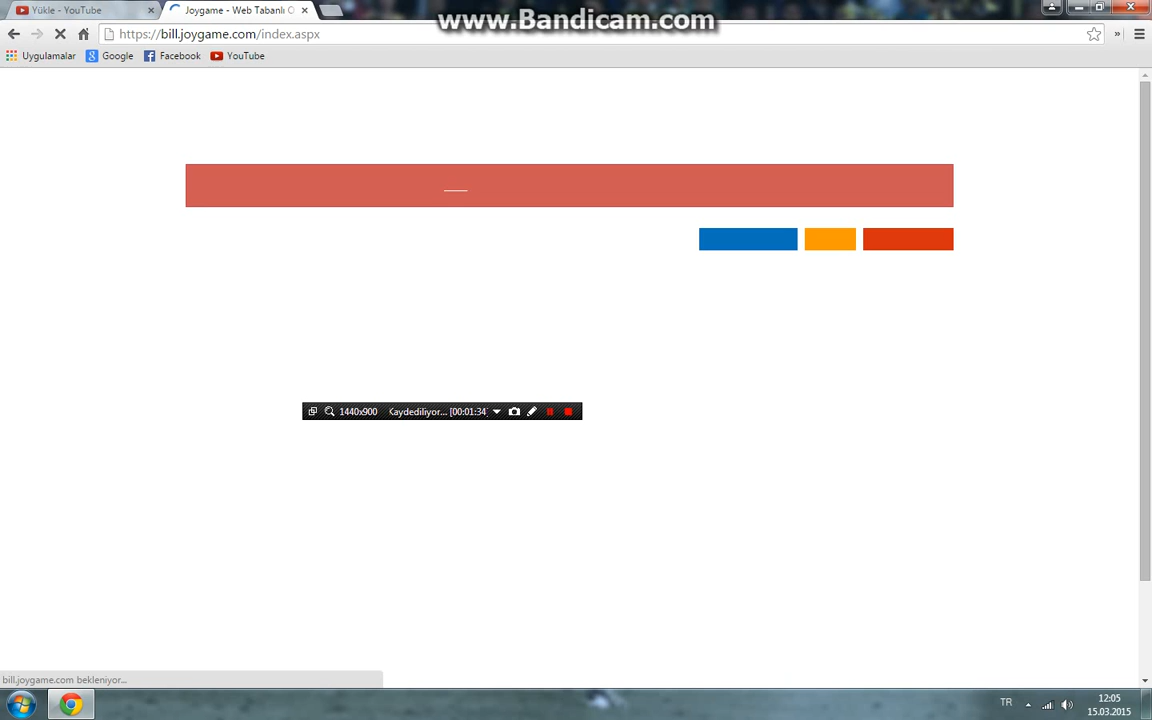 www.Bandicam.com
Yükle - YouTube
Joygame - Web Tabanlı O
https://bill.joygame.com/index.aspx
Uygulamalar
Google
Facebook
YouTube
1440x900 Kaydediliyor... [00:01:34]
bill.joygame.com bekleniyor...
TR
12:05
15.03.2015